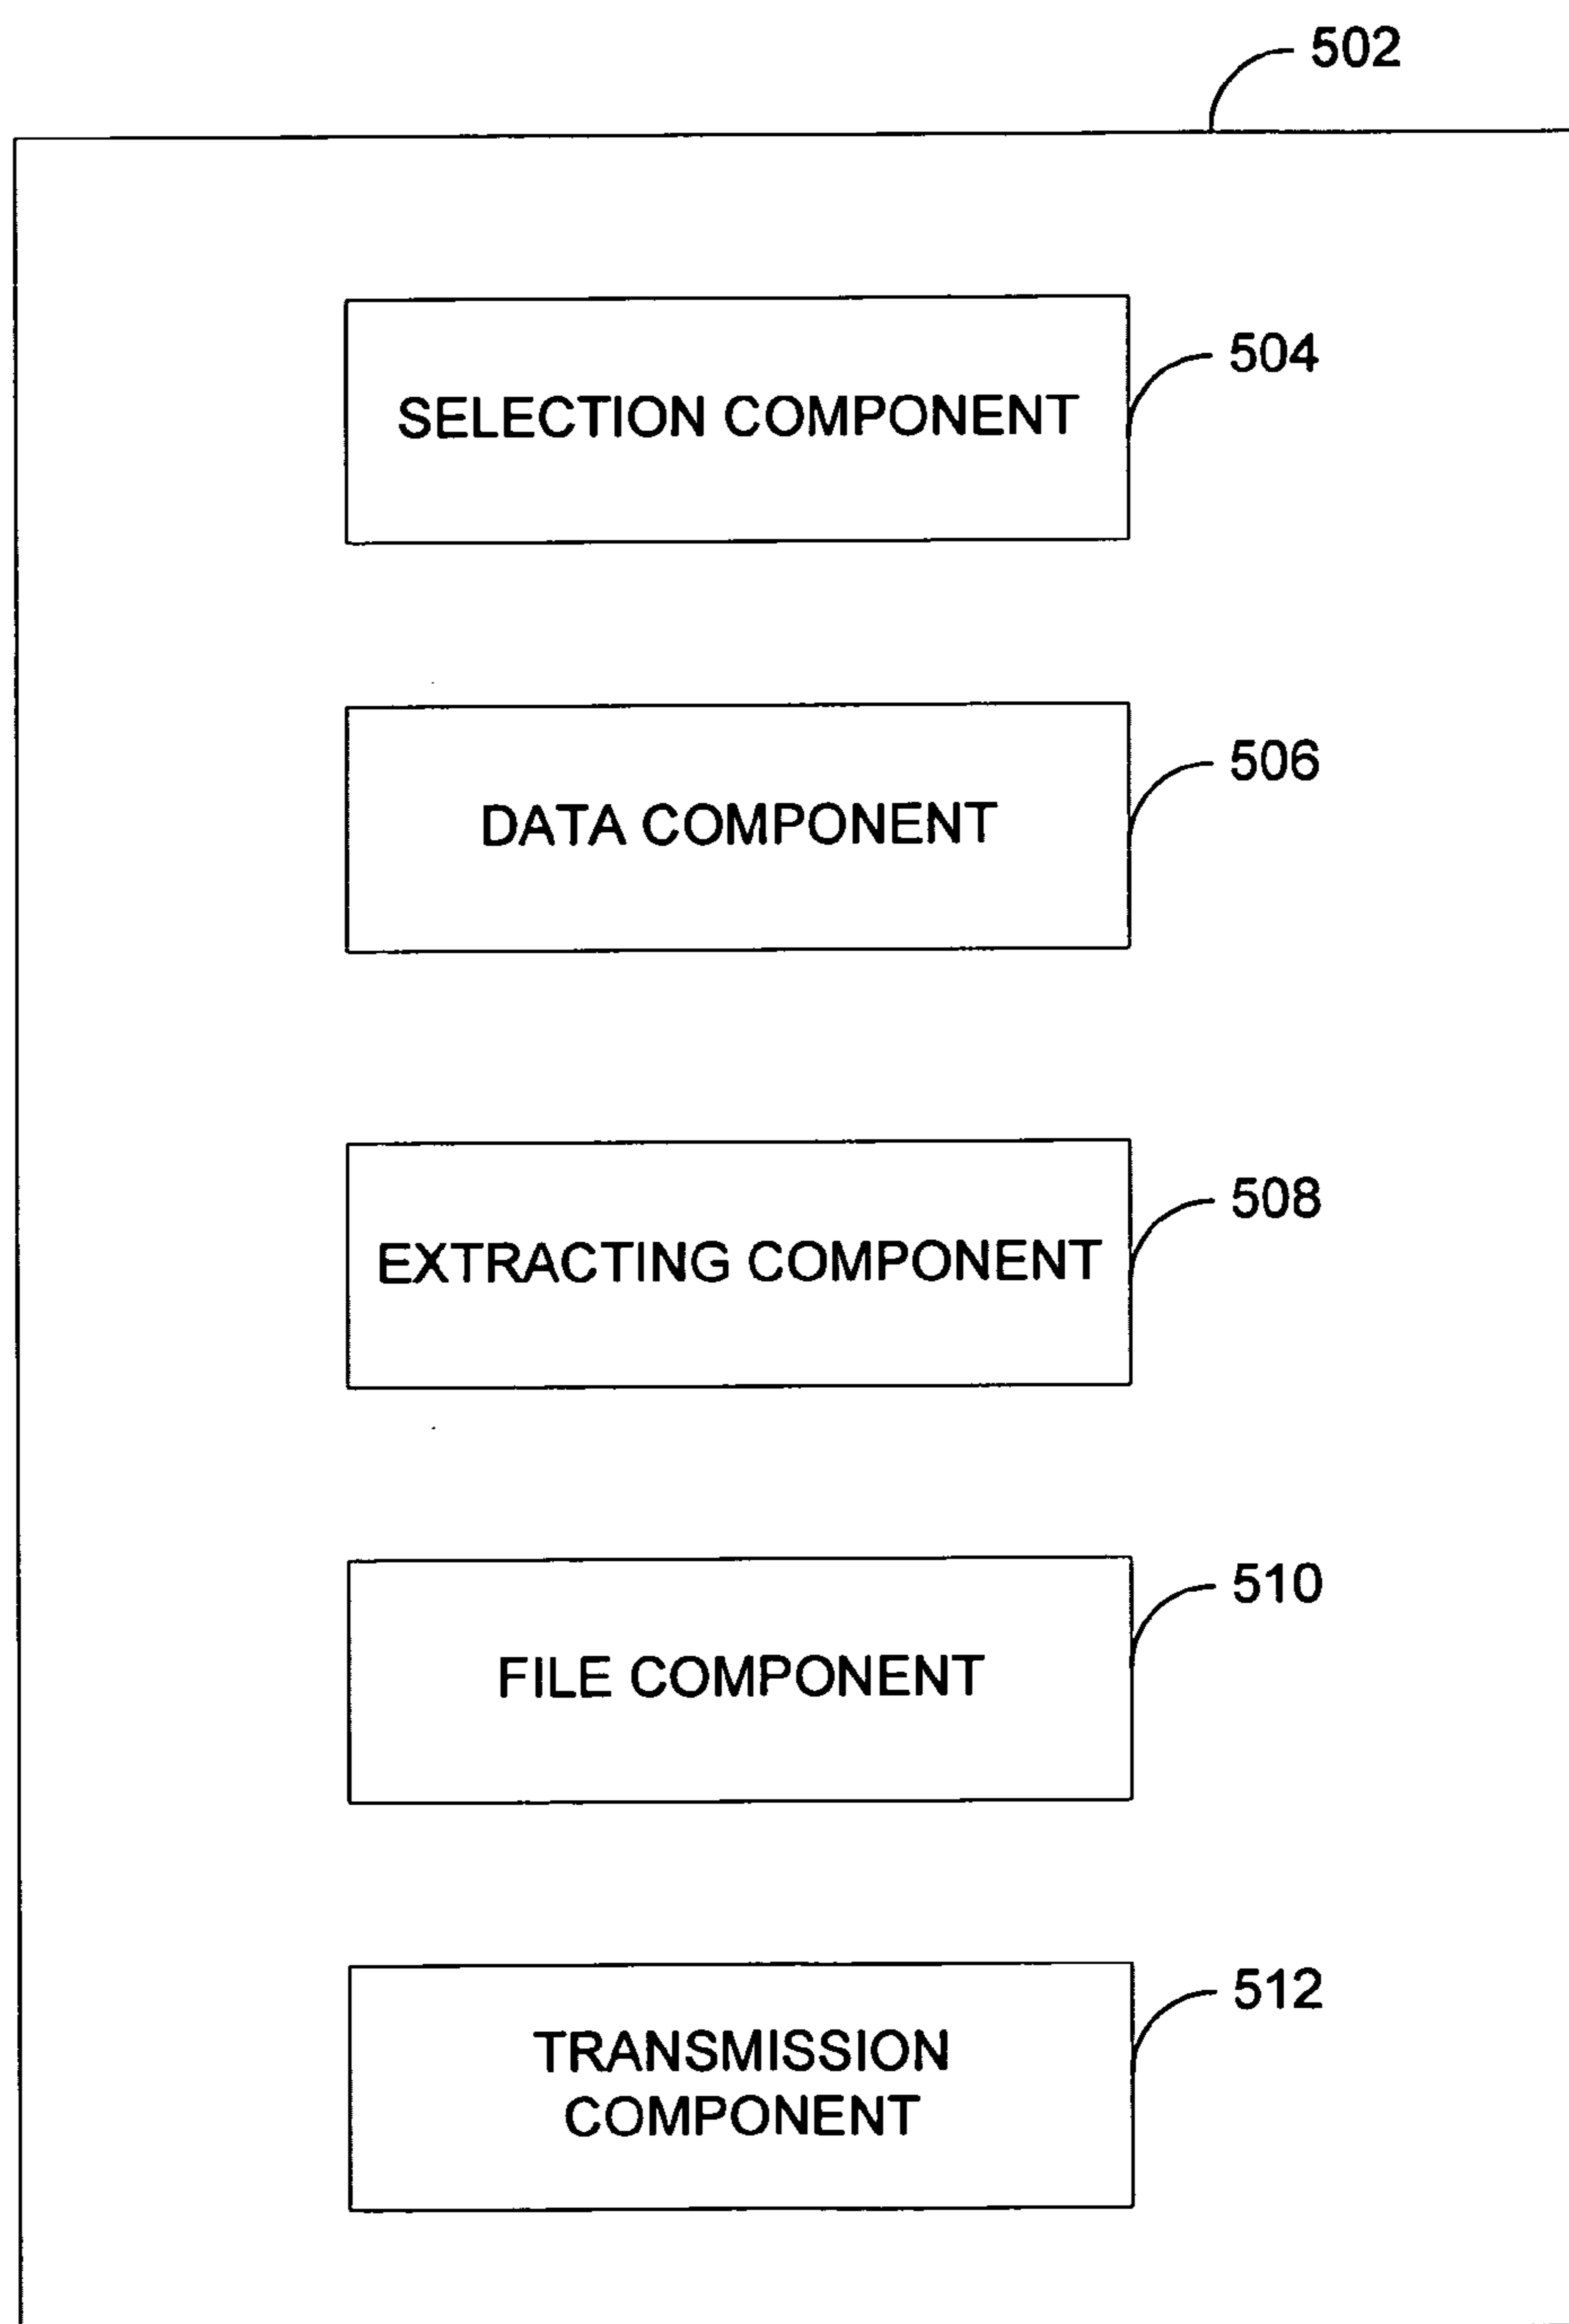 502
SELECTION COMPONENT
504
DATA COMPONENT
506
EXTRACTING COMPONENT
508
FILE COMPONENT
510
TRANSMISSION
COMPONENT
512